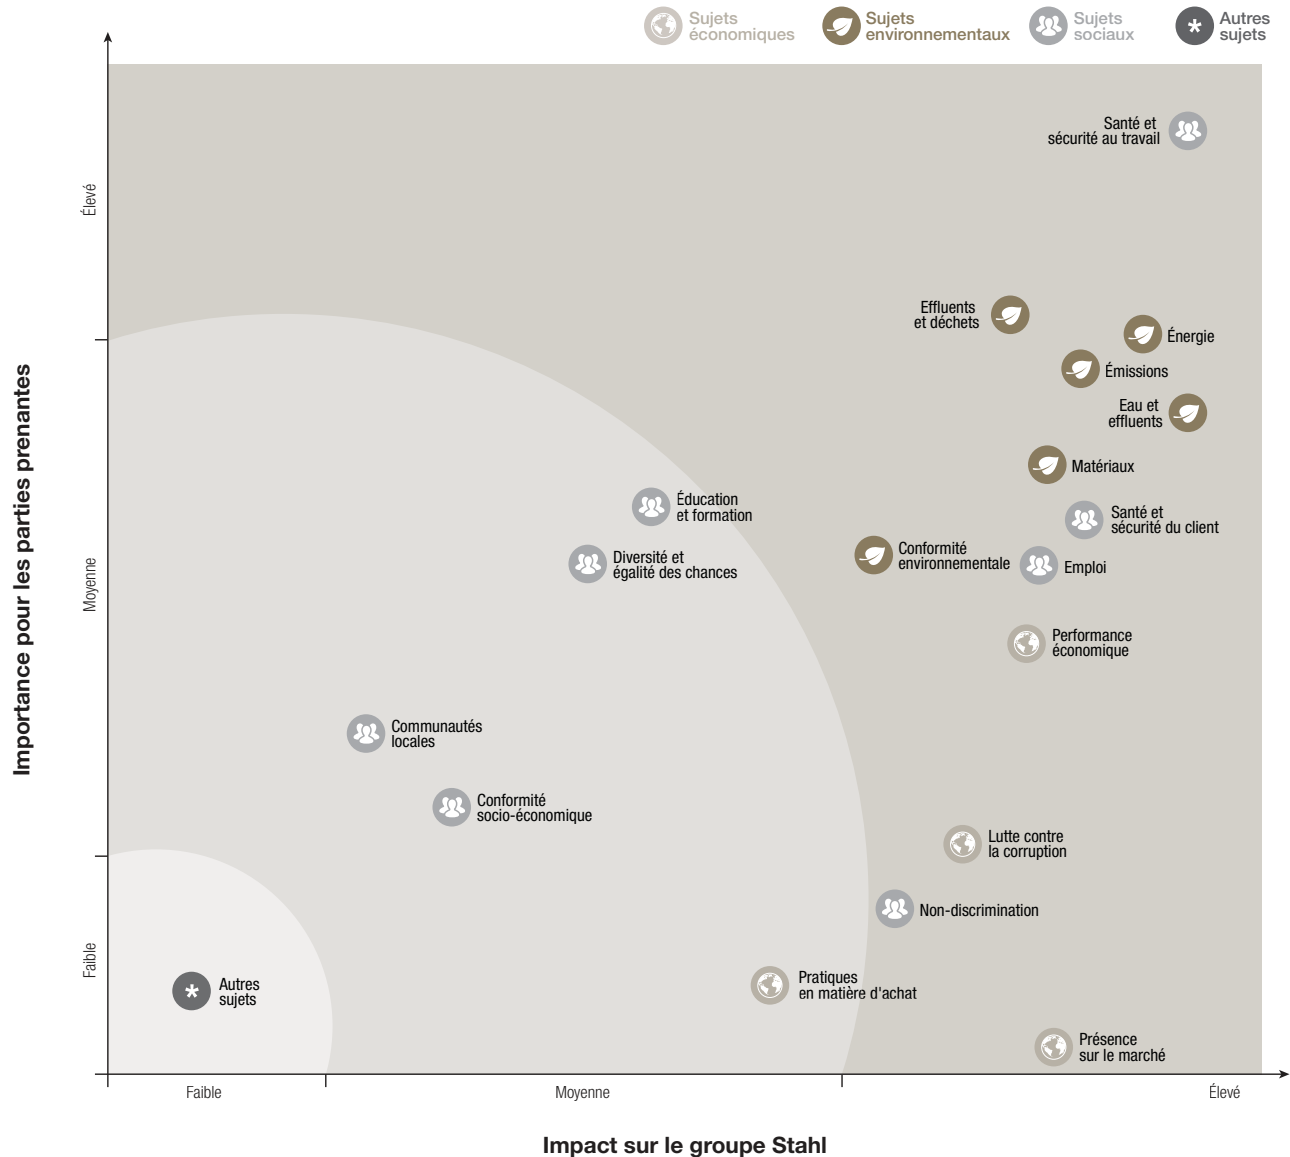 Sujets
économiques
Sujets
environnementaux
Sujets
sociaux
*
Autres
sujets
Importance pour les parties prenantes
Élevé
Moyenne
Faible
Santé et
sécurité au travail
Effluents
et déchets
Énergie
Émissions
Eau et
effluents
Matériaux
Éducation
et formation
Santé et
sécurité du client
Diversité et
égalité des chances
Conformité
environnementale
Emploi
Performance
économique
Communautés
locales
Conformité
socio-économique
Lutte contre
la corruption
Non-discrimination
Pratiques
en matière d'achat
*
Autres
sujets
Présence
sur le marché
Faible
Moyenne
Élevé
Impact sur le groupe Stahl